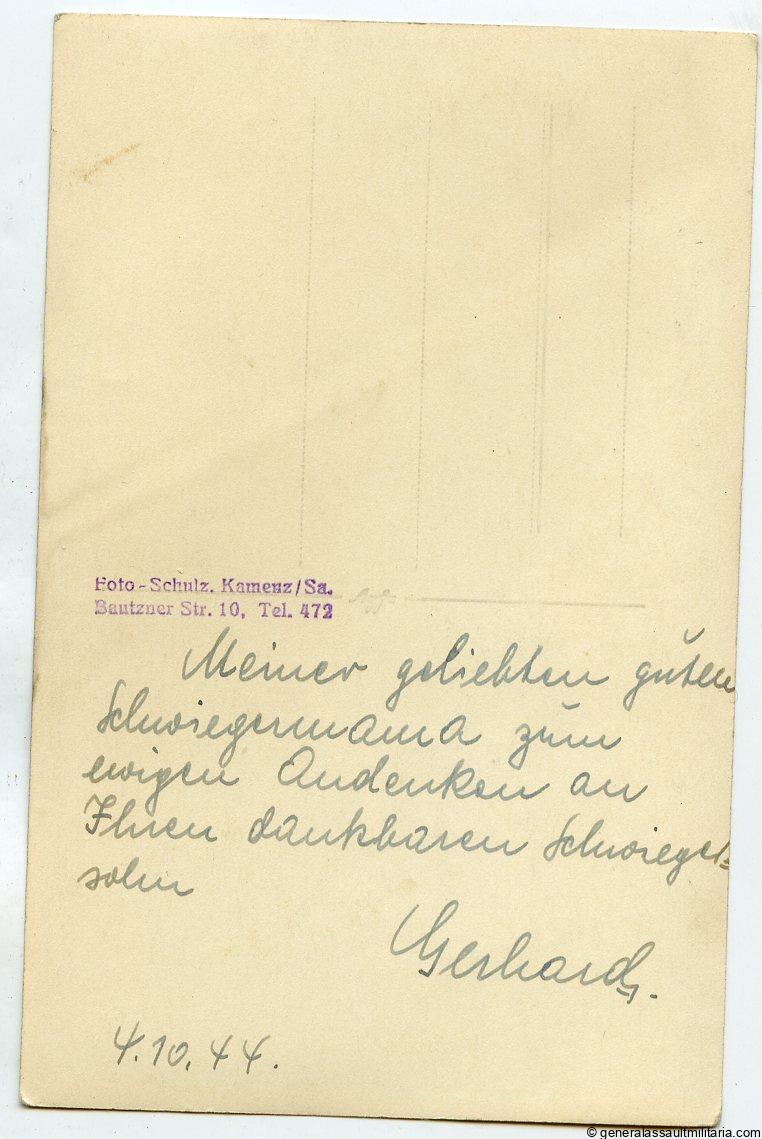 Foto-Schulz. Kamenz/Sa.
Bautzner Str. 10, Tel. 472
Meiner geliebten guten
Schwiegermama zum
ewigen Andenken an
Ihnen dankbaren Schwieger=
sohn
Gerhard.
4.10.44.
© generalassaultmilitaria.com